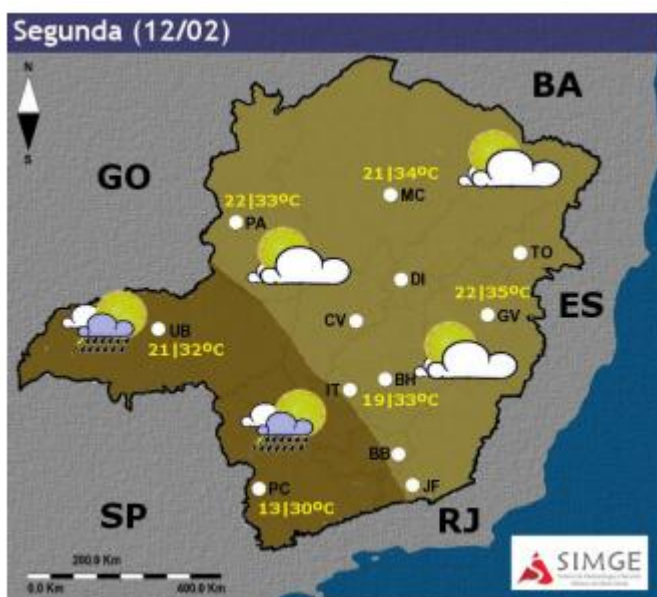 Segunda (12/02)
N
S
BA
GO
21|34ºC
MC
22|33ºC
PA
TO
DI
ES
22|35ºC
GV
CV
UB
21|32ºC
BH
IT
19|33ºC
BB
JF
PC
13|30ºC
SP
RJ
200.0 Km
0.0 Km
400.0 Km
SIMGE